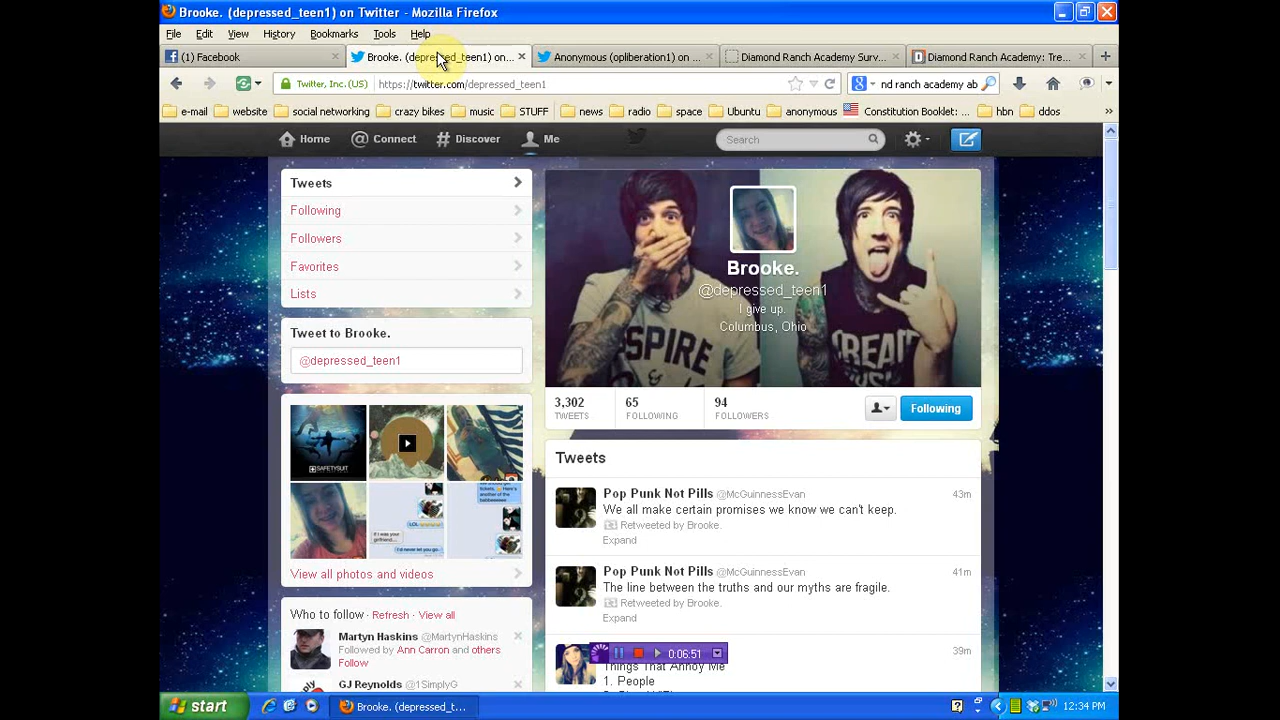 Brooke. (depressed_teen1) on Twitter - Mozilla Firefox
File Edit View History Bookmarks Tools Help
(1) Facebook
Brooke. (depressed_teen1) on...
Anonymous (opliberation1) on ...
Diamond Ranch Academy Surv...
Diamond Ranch Academy: Tre...
Twitter, Inc. (US) https://twitter.com/depressed_teen1
nd ranch academy ab
e-mail website social networking crazy bikes music STUFF news radio space Ubuntu anonymous Constitution Booklet: ... hbn ddos
Home Connect Discover Me
Search
Tweets
Following
Followers
Favorites
Lists
Tweet to Brooke.
@depressed_teen1
SAFETYSUIT
View all photos and videos
Who to follow · Refresh · View all
Martyn Haskins @MartynHaskins
Followed by Ann Carron and others
Follow
GJ Reynolds @1SimplyG
Brooke.
@depressed_teen1
I give up.
Columbus, Ohio
SPIRE
DREAM
3,302 TWEETS
65 FOLLOWING
94 FOLLOWERS
Following
Tweets
Pop Punk Not Pills @McGuinnessEvan 43m
We all make certain promises we know we can't keep.
Retweeted by Brooke.
Expand
Pop Punk Not Pills @McGuinnessEvan 41m
The line between the truths and our myths are fragile.
Retweeted by Brooke.
Expand
39m
Things That Annoy Me
1. People
0:06:51
start
Brooke. (depressed_t...
12:34 PM